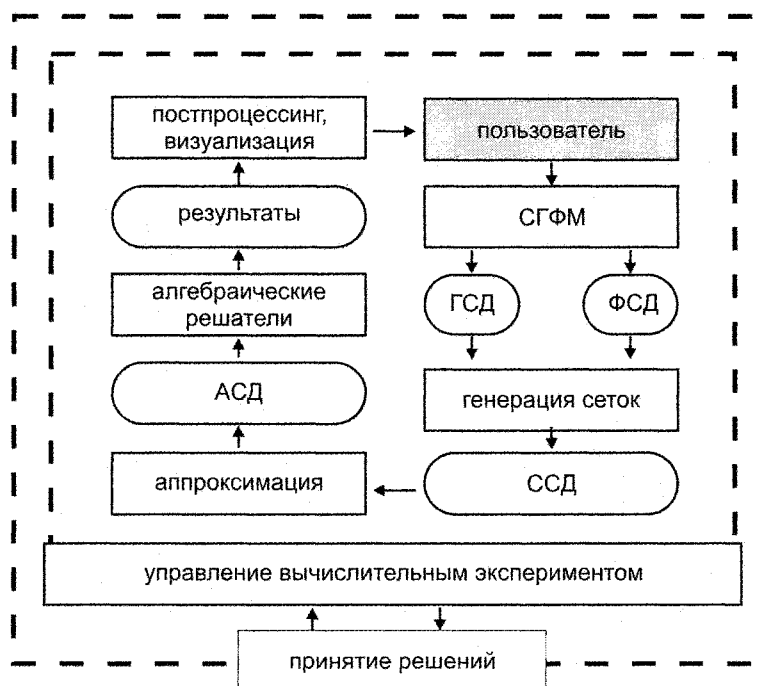 постпроцессинг,
визуализация
пользователь
результаты
СГФМ
алгебраические
решатели
ГСД
ФСД
АСД
генерация сеток
аппроксимация
ССД
управление вычислительным экспериментом
принятие решений